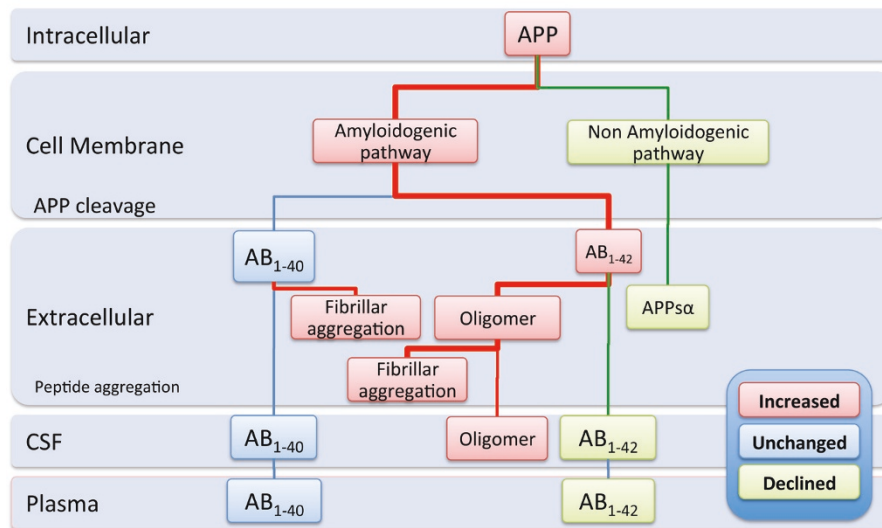 Intracellular
APP
Cell Membrane
Amyloidogenic
pathway
Non Amyloidogenic
pathway
APP cleavage
AB1-40
AB1-42
Extracellular
Fibrillar
aggregation
Oligomer
APPsα
Fibrillar
aggregation
Peptide aggregation
Increased
Unchanged
Declined
CSF
AB1-40
Oligomer
AB1-42
Plasma
AB1-40
AB1-42